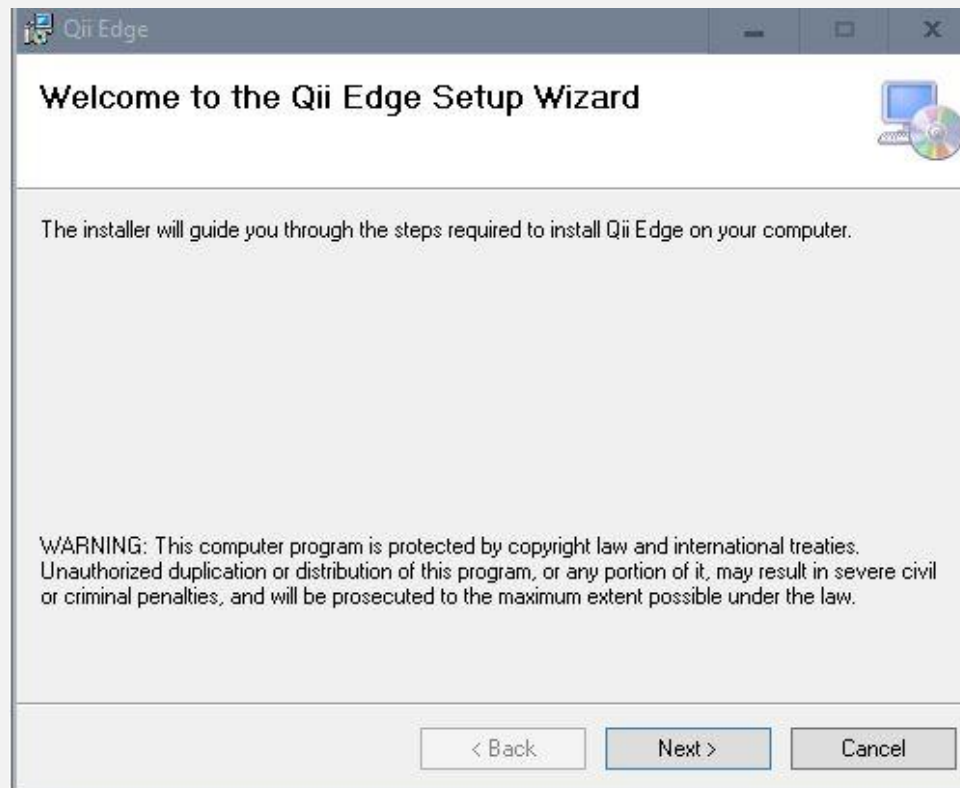 Qii Edge
Welcome to the Qii Edge Setup Wizard
The installer will guide you through the steps required to install Qii Edge on your computer.
WARNING: This computer program is protected by copyright law and international treaties.
Unauthorized duplication or distribution of this program, or any portion of it, may result in severe civil
or criminal penalties, and will be prosecuted to the maximum extent possible under the law.
< Back Next > Cancel